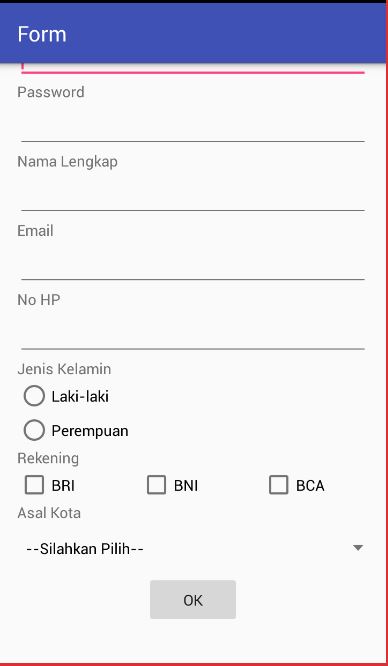 Form
Password
Nama Lengkap
Email
No HP
Jenis Kelamin
Laki-laki
Perempuan
Rekening
BRI BNI BCA
Asal Kota
--Silahkan Pilih--
OK